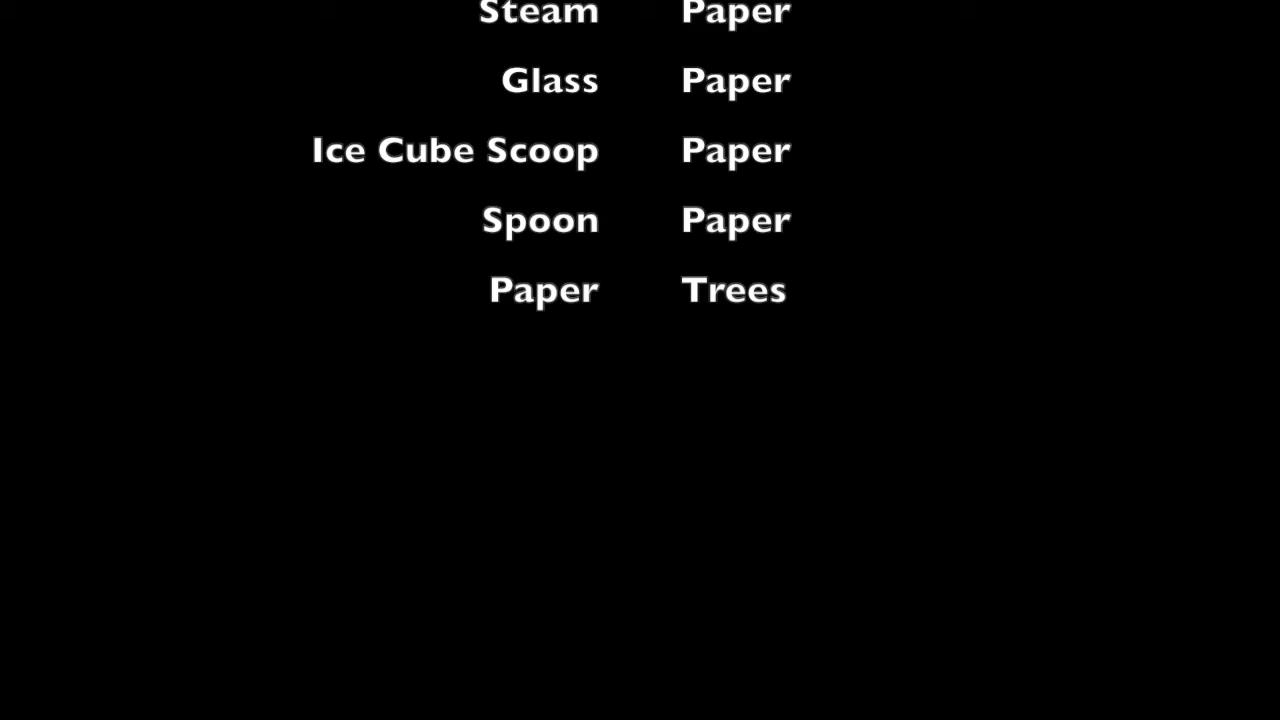 Steam Paper
Glass Paper
Ice Cube Scoop Paper
Spoon Paper
Paper Trees